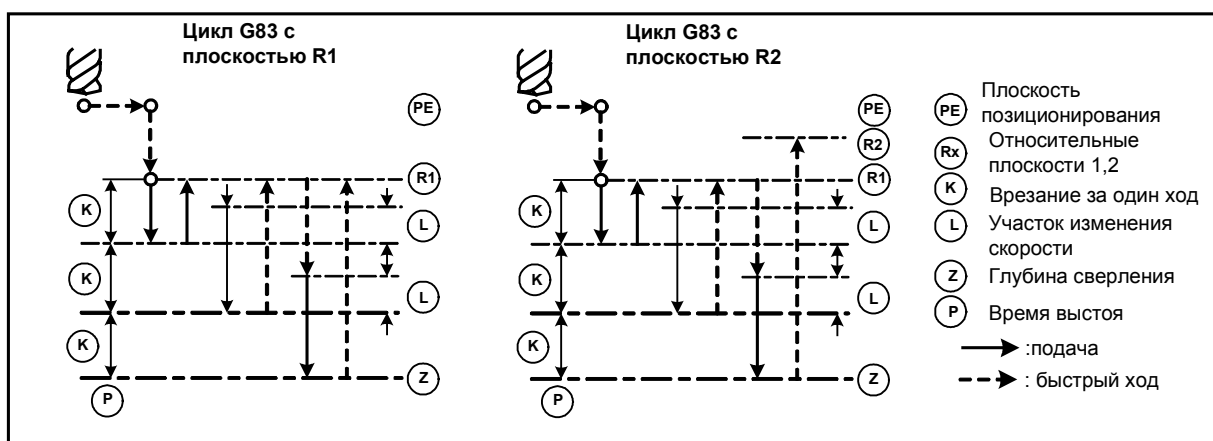 Цикл G83 с
плоскостью R1
PE
R1
K
L
K
L
K
Z
P
Цикл G83 с
плоскостью R2
PE
R2
R1
K
L
K
L
K
Z
P
PE Плоскость
позиционирования
Rx Относительные
плоскости 1,2
K Врезание за один ход
L Участок изменения
скорости
Z Глубина сверления
P Время выстоя
:подача
: быстрый ход